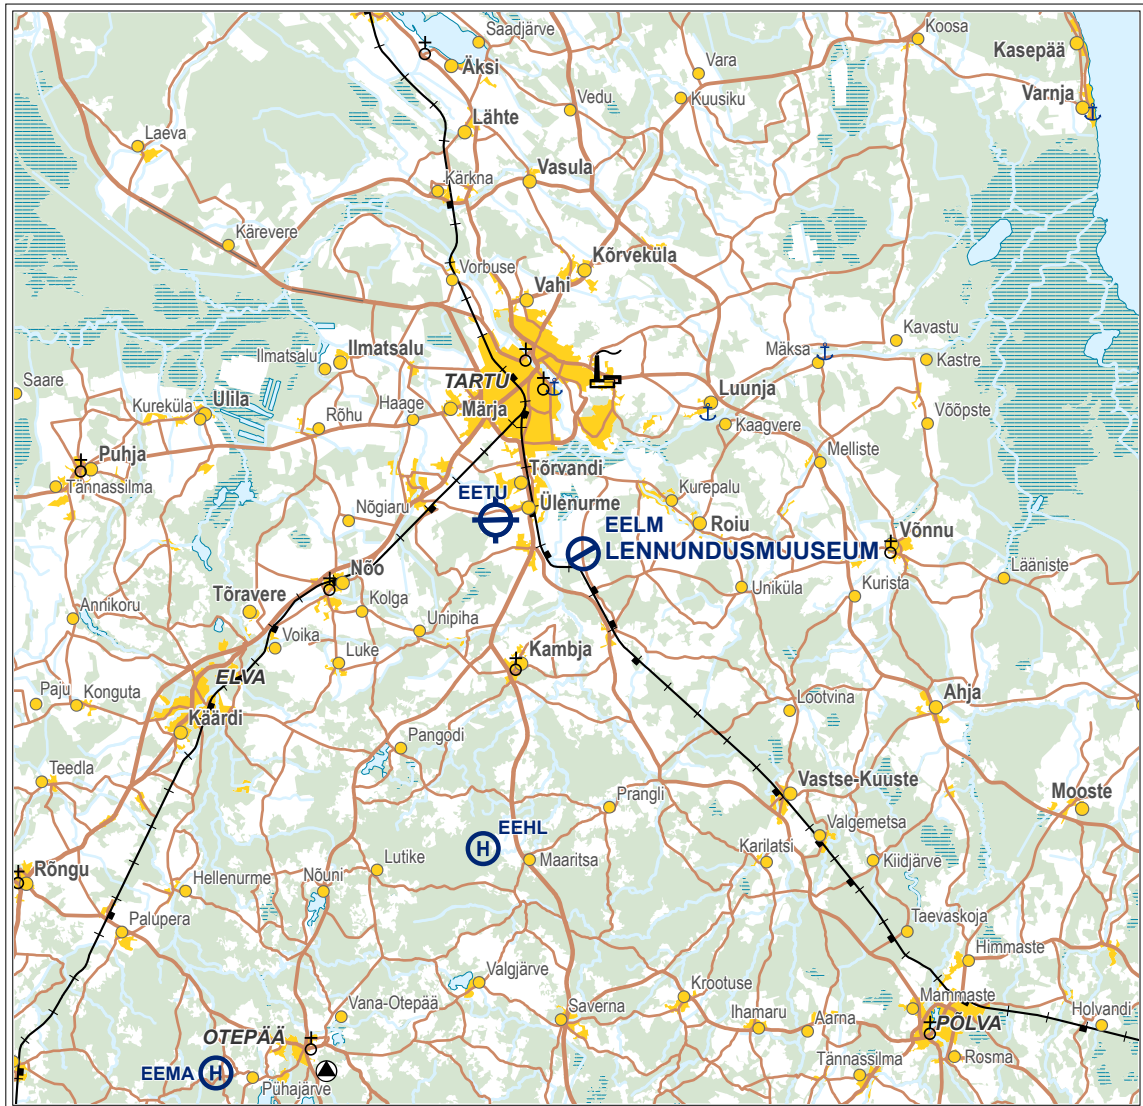 Saadjärve
Koosa
Kasepää
Äksi
Vara
Kuusiku
Varnja
Vedu
Lähte
Laeva
Vasula
Kärkna
Kärevere
Kõrveküla
Vorbuse
Vahi
Kavastu
Ilmatsalu
Ilmatsalu
Mäksa
Kastre
Saare
TARTU
Luunja
Ulila
Kureküla
Haage
Märja
Rõhu
Kaagvere
Võõpste
Puhja
Melliste
Tännassilma
Tõrvandi
EETU
Kurepalu
Nõgiaru
Ülenurme
EELM
Roiu
Võnnu
LENNUNDUSMUUSEUM
Nõo
Lääniste
Uniküla
Kurista
Annikoru
Tõravere
Kolga
Unipiha
Voika
Luke
Kambja
ELVA
Paju
Konguta
Lootvina
Ahja
Käärdi
Pangodi
Teedla
Vastse-Kuuste
Prangli
Mooste
EEHL
H
Valgemetsa
Karilatsi
Maaritsa
Kiidjärve
Rõngu
Lutike
Hellenurme
Nõuni
Palupera
Taevaskoja
Himmaste
Valgjärve
Krootuse
Vana-Otepää
Saverna
Mammaste
Ihamaru
Aarna
Holvandi
OTEPÄÄ
PÕLVA
EEMA
H
Pühajärve
Tännassilma
Rosma